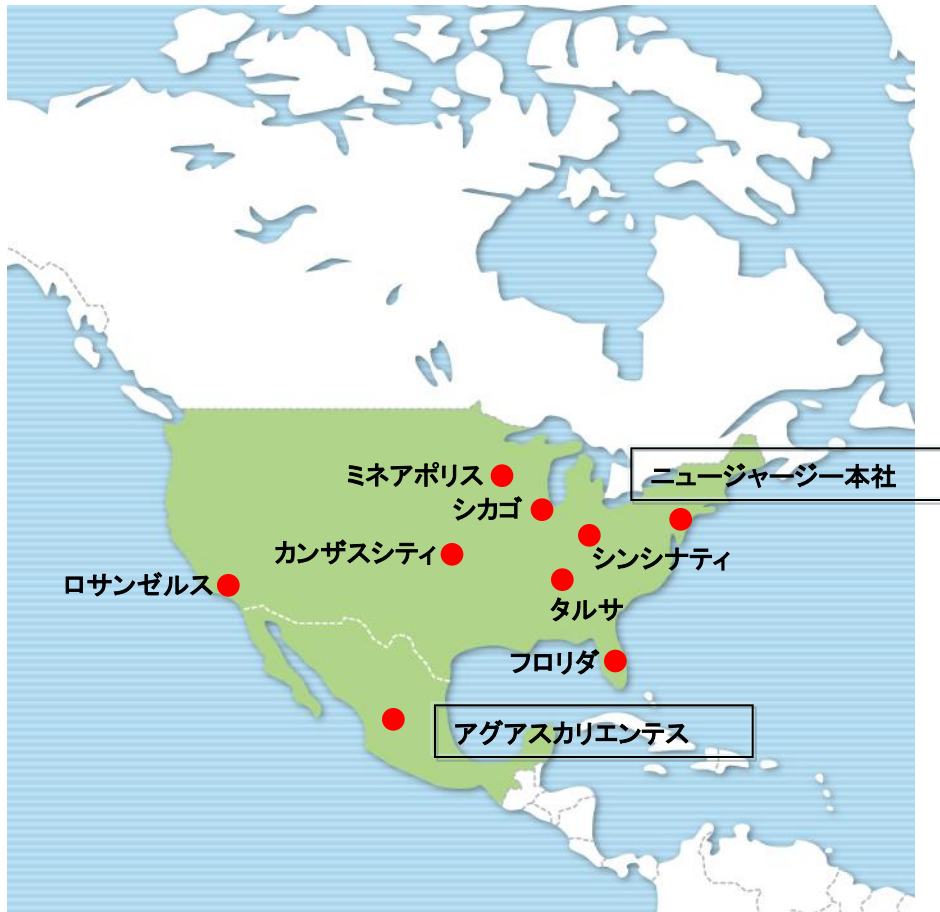 ミネアポリス
ニュージャージー本社
シカゴ
カンザスシティ
シンシナティ
ロサンゼルス
タルサ
フロリダ
アグアスカリエンテス